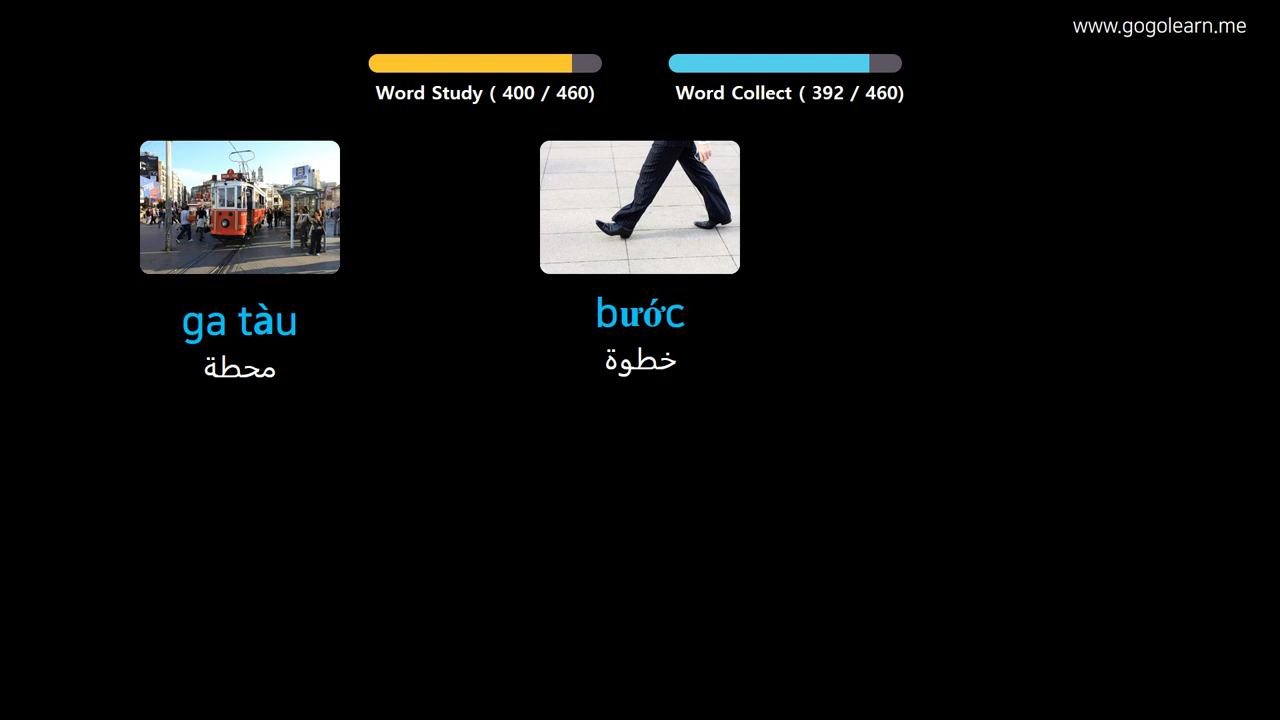 www.gogolearn.me
Word Study ( 400 / 460)
Word Collect ( 392 / 460)
ga tàu
محطة
bước
خطوة